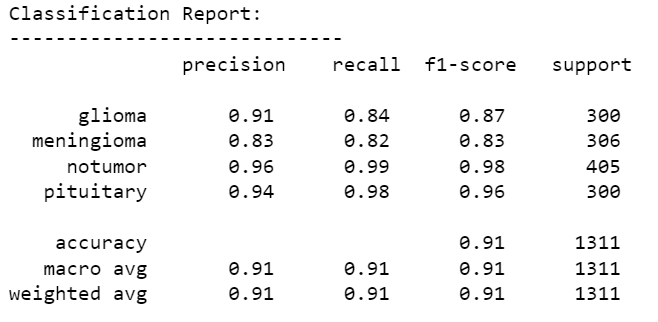 Classification Report:
-----------------------------
precision recall f1-score support
glioma 0.91 0.84 0.87 300
meningioma 0.83 0.82 0.83 306
notumor 0.96 0.99 0.98 405
pituitary 0.94 0.98 0.96 300
accuracy 0.91 1311
macro avg 0.91 0.91 0.91 1311
weighted avg 0.91 0.91 0.91 1311